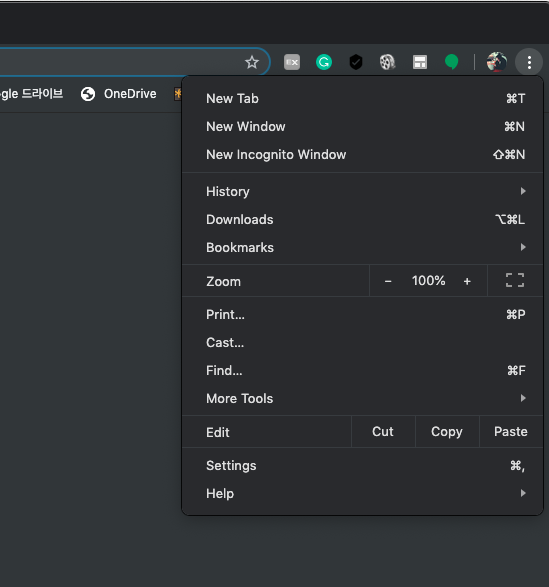 EX
gle 드라이브 OneDrive
New Tab ⌘T
New Window ⌘N
New Incognito Window ⇧⌘N
History
Downloads ⌥⌘L
Bookmarks
Zoom - 100% +
Print... ⌘P
Cast...
Find... ⌘F
More Tools
Edit Cut Copy Paste
Settings ⌘,
Help